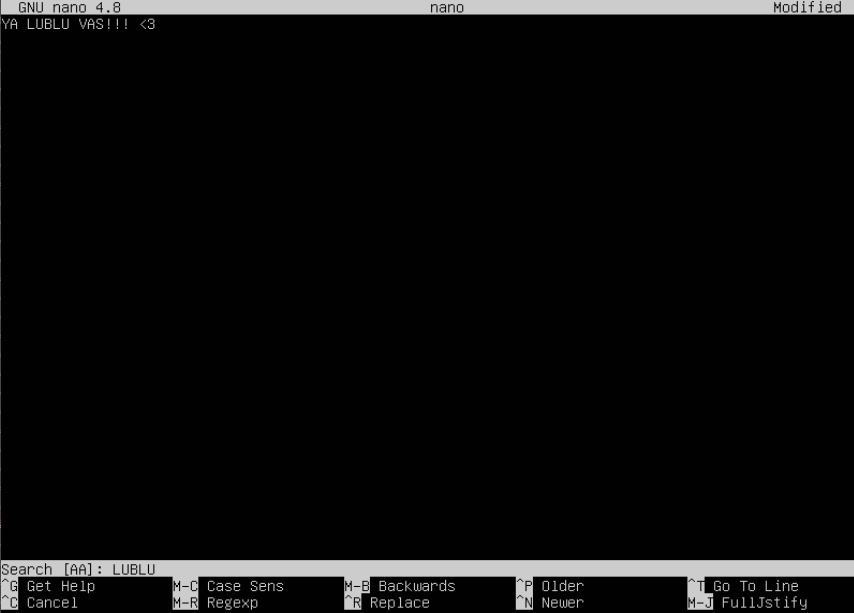 GNU nano 4.8 nano Modified
YA LUBLU VAS!!! <3
Search [AA]: LUBLU
^G Get Help M-C Case Sens M-B Backwards ^P Older ^T Go To Line
^C Cancel M-R Regexp ^R Replace ^N Newer M-J FullJstify